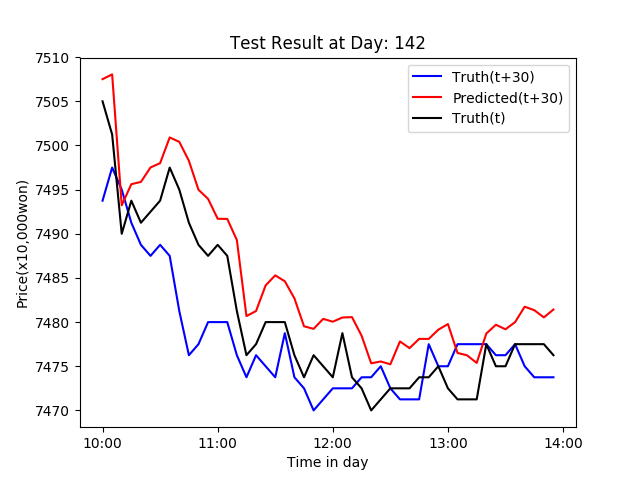 Test Result at Day: 142
Truth(t+30)
Predicted(t+30)
Truth(t)
Price(x10,000won)
7510
7505
7500
7495
7490
7485
7480
7475
7470
10:00 11:00 12:00 13:00 14:00
Time in day